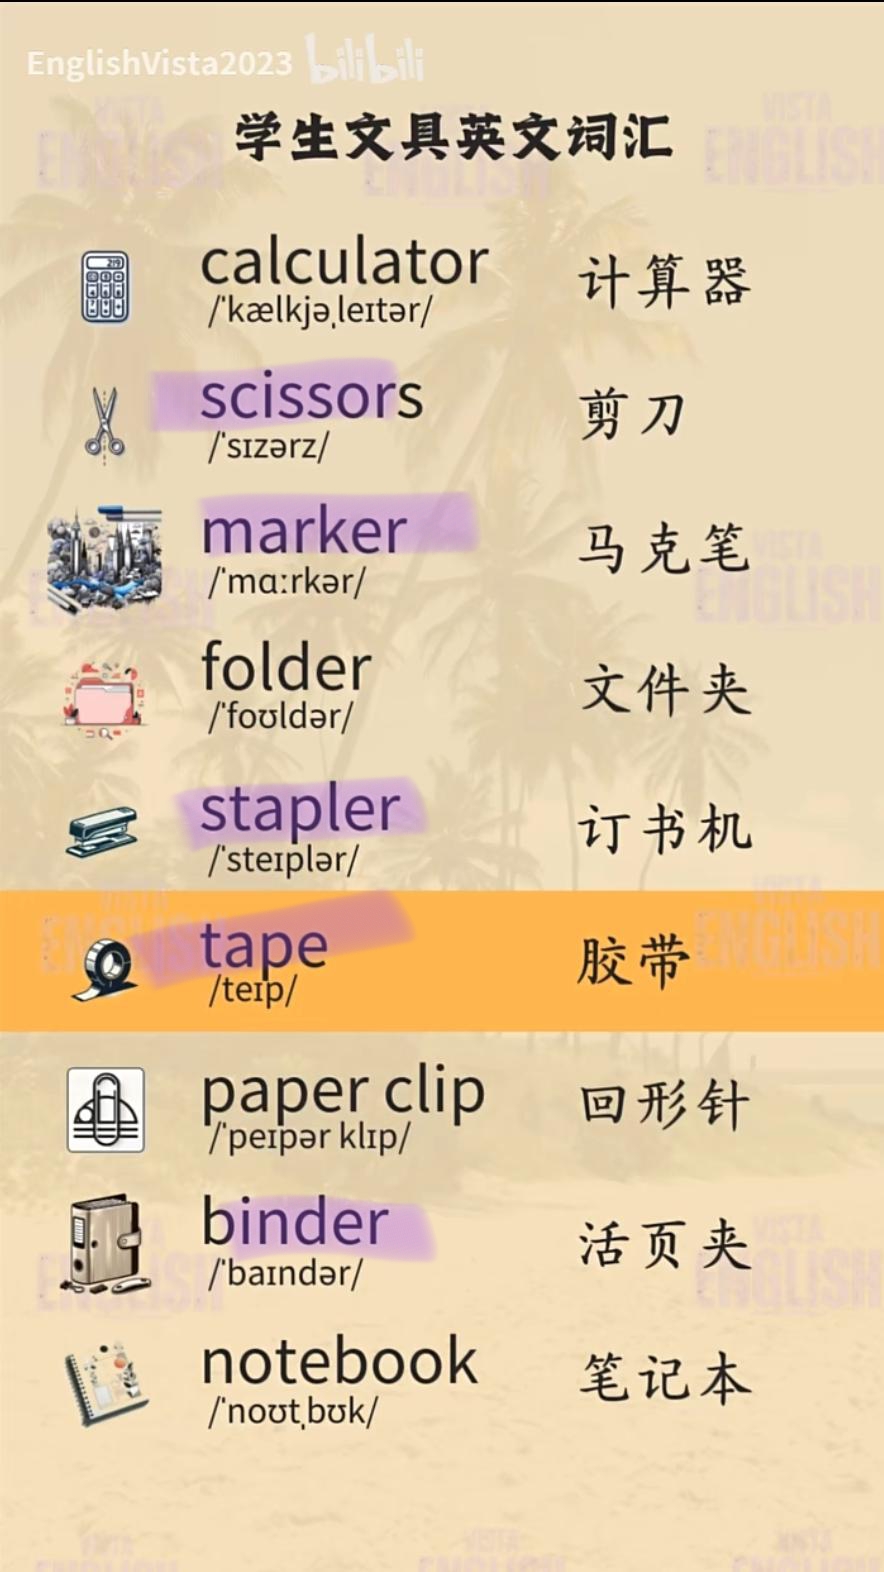 EnglishVista2023 bilibili
学生文具英文词汇
calculator 计算器
/ˈkælkjəˌleɪtər/
scissors 剪刀
/ˈsɪzərz/
marker 马克笔
/ˈmɑːrkər/
folder 文件夹
/ˈfoʊldər/
stapler 订书机
/ˈsteɪplər/
tape 胶带
/teɪp/
paper clip 回形针
/ˈpeɪpər klɪp/
binder 活页夹
/ˈbaɪndər/
notebook 笔记本
/ˈnoʊtˌbʊk/
VISTA
ENGLISH